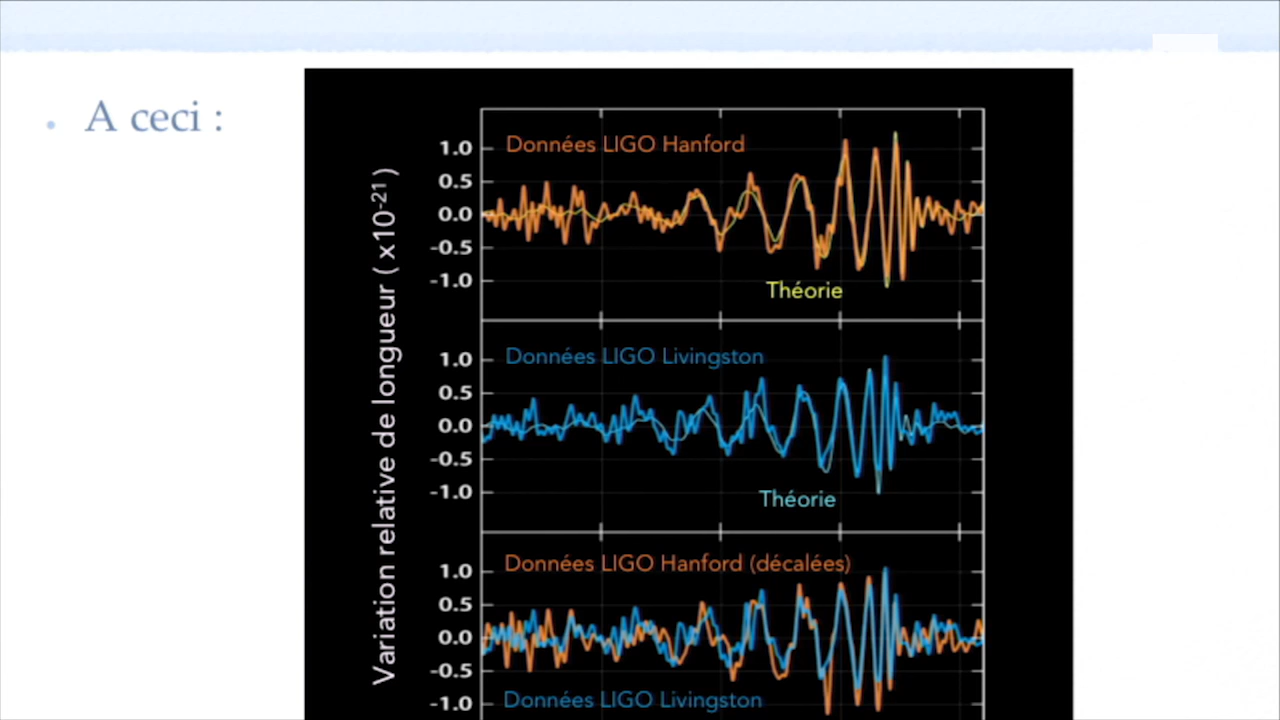 A ceci :
Variation relative de longueur ( x10⁻²¹)
Données LIGO Hanford
1.0
0.5
0.0
-0.5
-1.0
Théorie
Données LIGO Livingston
1.0
0.5
0.0
-0.5
-1.0
Théorie
Données LIGO Hanford (décalées)
1.0
0.5
0.0
-0.5
-1.0
Données LIGO Livingston